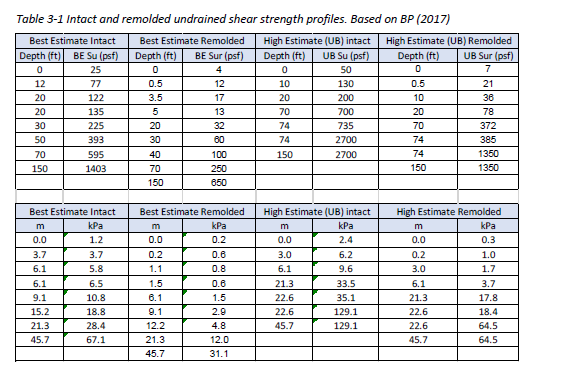 Table 3-1 Intact and remolded undrained shear strength profiles. Based on BP (2017)
Best Estimate Intact Best Estimate Remolded High Estimate (UB) intact High Estimate (UB) Remolded
Depth (ft) BE Su (psf) Depth (ft) BE Sur (psf) Depth (ft) UB Su (psf) Depth (ft) UB Sur (psf)
0 25 0 4 0 50 0 7
12 77 0.5 12 10 130 0.5 21
20 122 3.5 17 20 200 10 36
20 135 5 13 70 700 20 78
30 225 20 32 74 735 70 372
50 393 30 60 74 2700 74 385
70 595 40 100 150 2700 74 1350
150 1403 70 250 150 1350
150 650
Best Estimate Intact Best Estimate Remolded High Estimate (UB) intact High Estimate Remolded
m kPa m kPa m kPa m kPa
0.0 1.2 0.0 0.2 0.0 2.4 0.0 0.3
3.7 3.7 0.2 0.6 3.0 6.2 0.2 1.0
6.1 5.8 1.1 0.8 6.1 9.6 3.0 1.7
6.1 6.5 1.5 0.6 21.3 33.5 6.1 3.7
9.1 10.8 6.1 1.5 22.6 35.1 21.3 17.8
15.2 18.8 9.1 2.9 22.6 129.1 22.6 18.4
21.3 28.4 12.2 4.8 45.7 129.1 22.6 64.5
45.7 67.1 21.3 12.0 45.7 64.5
45.7 31.1